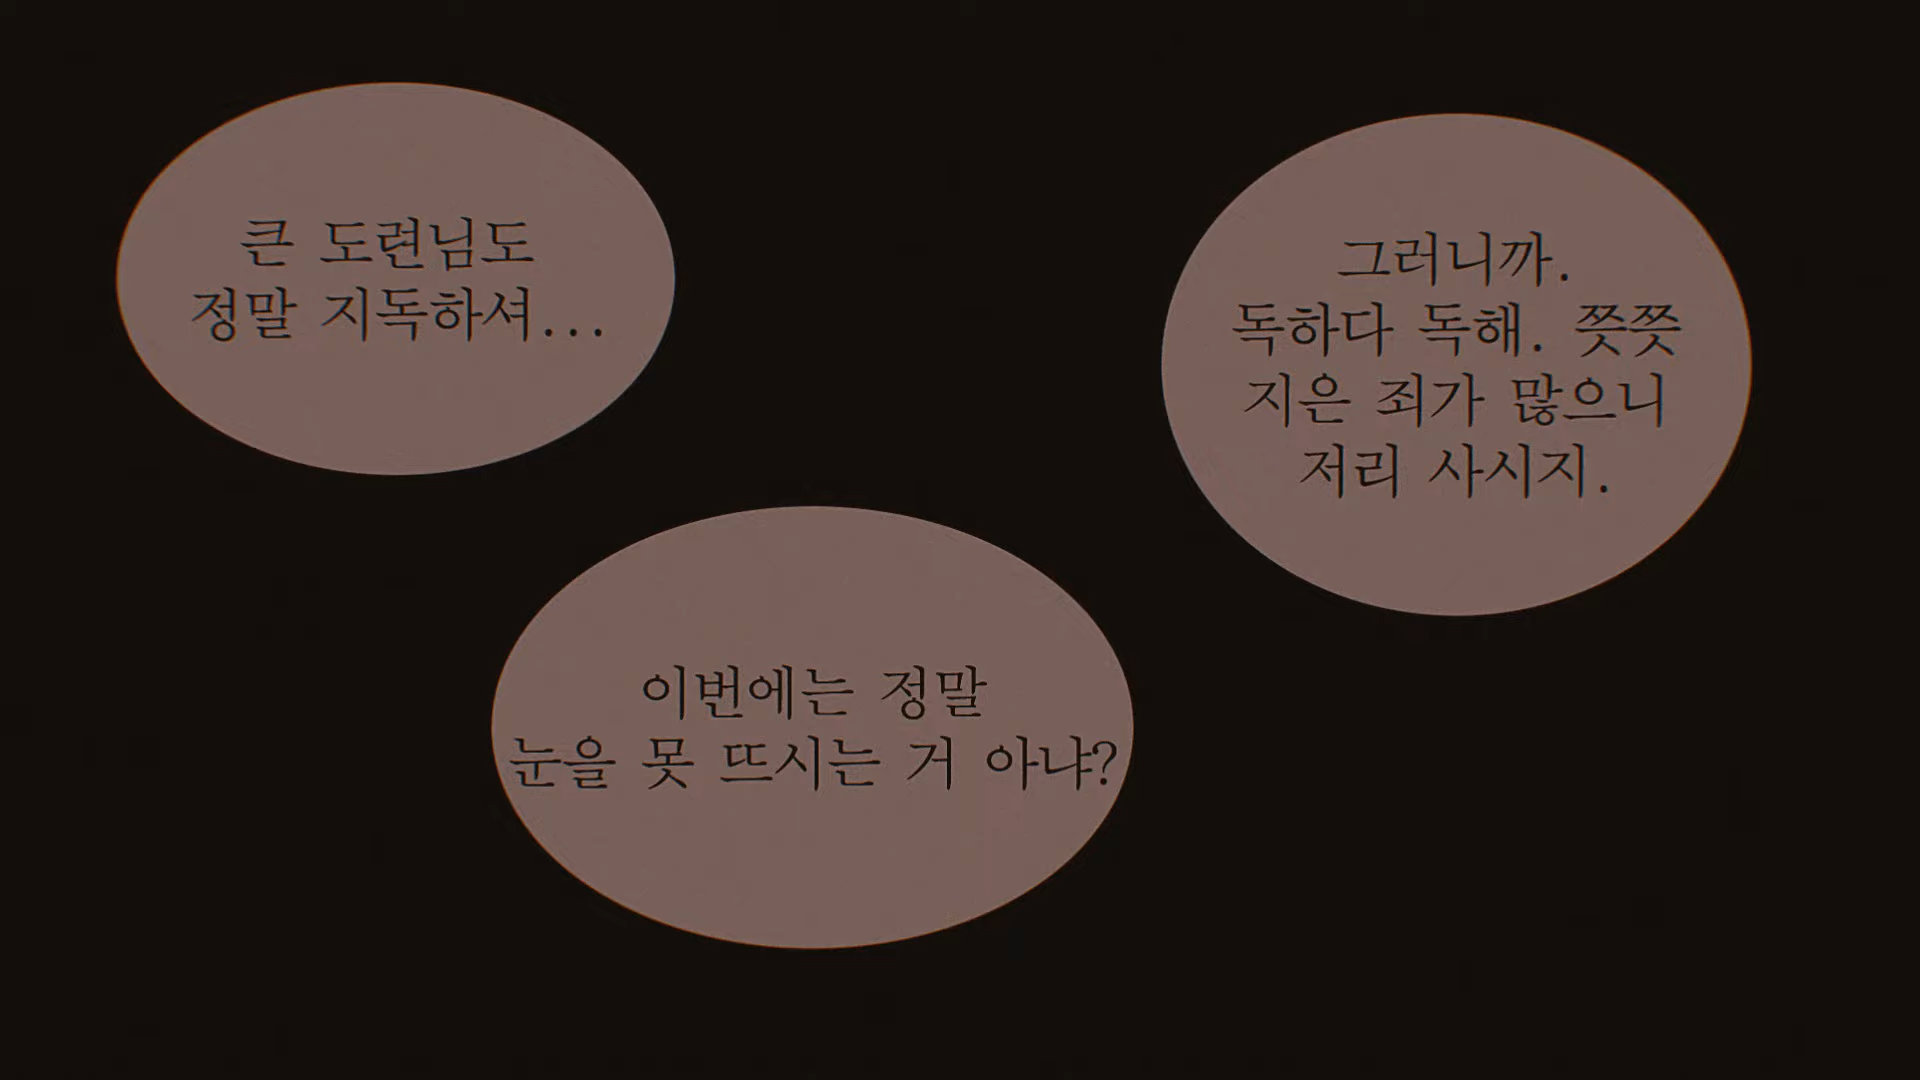 큰 도련님도
정말 지독하셔...
그러니까.
독하다 독해. 쯧쯧
지은 죄가 많으니
저리 사시지.
이번에는 정말
눈을 못 뜨시는 거 아냐?